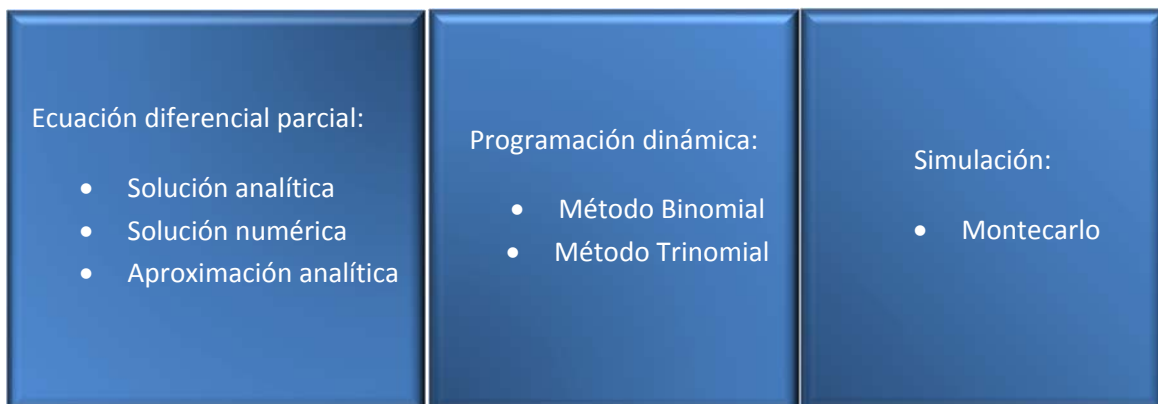 Ecuación diferencial parcial:
• Solución analítica
• Solución numérica
• Aproximación analítica
Programación dinámica:
• Método Binomial
• Método Trinomial
Simulación:
• Montecarlo